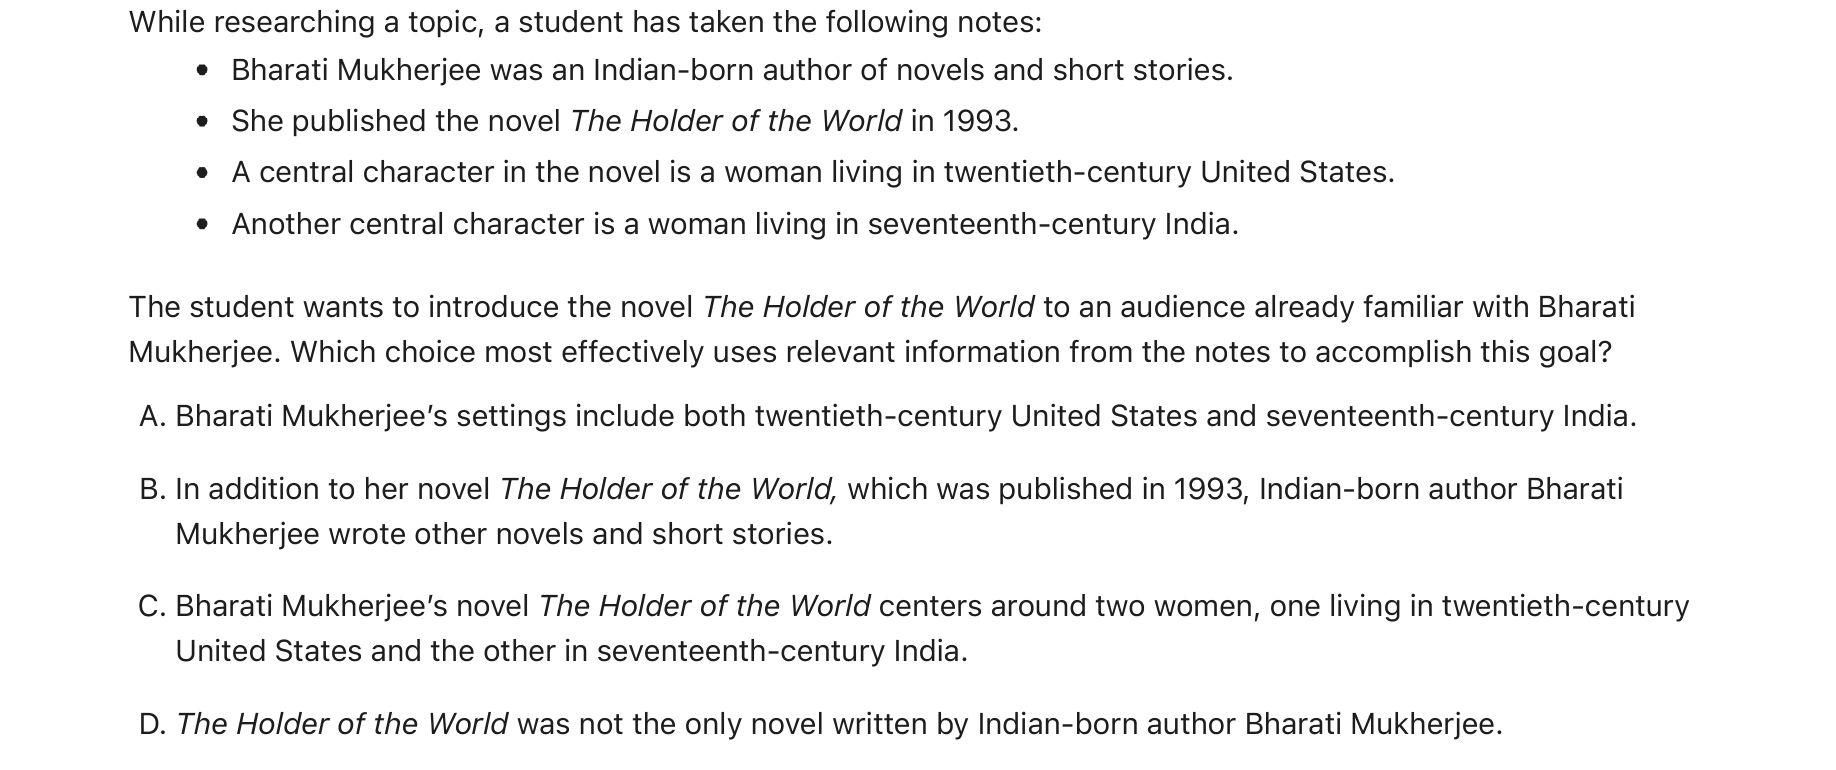 While researching a topic, a student has taken the following notes:
• Bharati Mukherjee was an Indian-born author of novels and short stories.
• She published the novel The Holder of the World in 1993.
• A central character in the novel is a woman living in twentieth-century United States.
• Another central character is a woman living in seventeenth-century India.
The student wants to introduce the novel The Holder of the World to an audience already familiar with Bharati
Mukherjee. Which choice most effectively uses relevant information from the notes to accomplish this goal?
A. Bharati Mukherjee’s settings include both twentieth-century United States and seventeenth-century India.
B. In addition to her novel The Holder of the World, which was published in 1993, Indian-born author Bharati
Mukherjee wrote other novels and short stories.
C. Bharati Mukherjee’s novel The Holder of the World centers around two women, one living in twentieth-century
United States and the other in seventeenth-century India.
D. The Holder of the World was not the only novel written by Indian-born author Bharati Mukherjee.